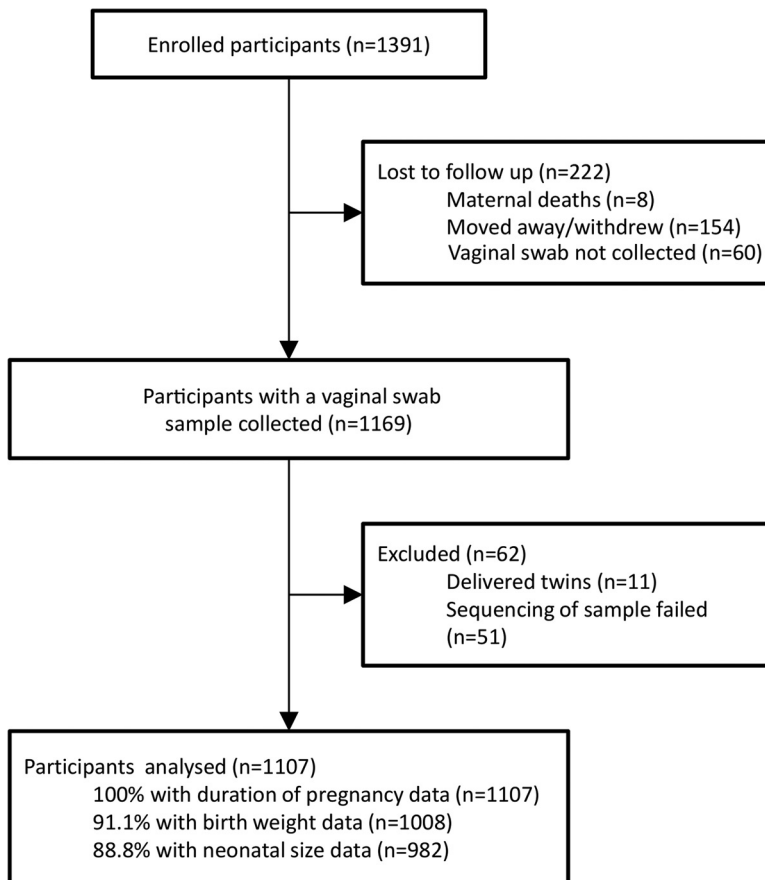 Enrolled participants (n=1391)
Lost to follow up (n=222)
Maternal deaths (n=8)
Moved away/withdrew (n=154)
Vaginal swab not collected (n=60)
Participants with a vaginal swab
sample collected (n=1169)
Excluded (n=62)
Delivered twins (n=11)
Sequencing of sample failed
(n=51)
Participants analysed (n=1107)
100% with duration of pregnancy data (n=1107)
91.1% with birth weight data (n=1008)
88.8% with neonatal size data (n=982)